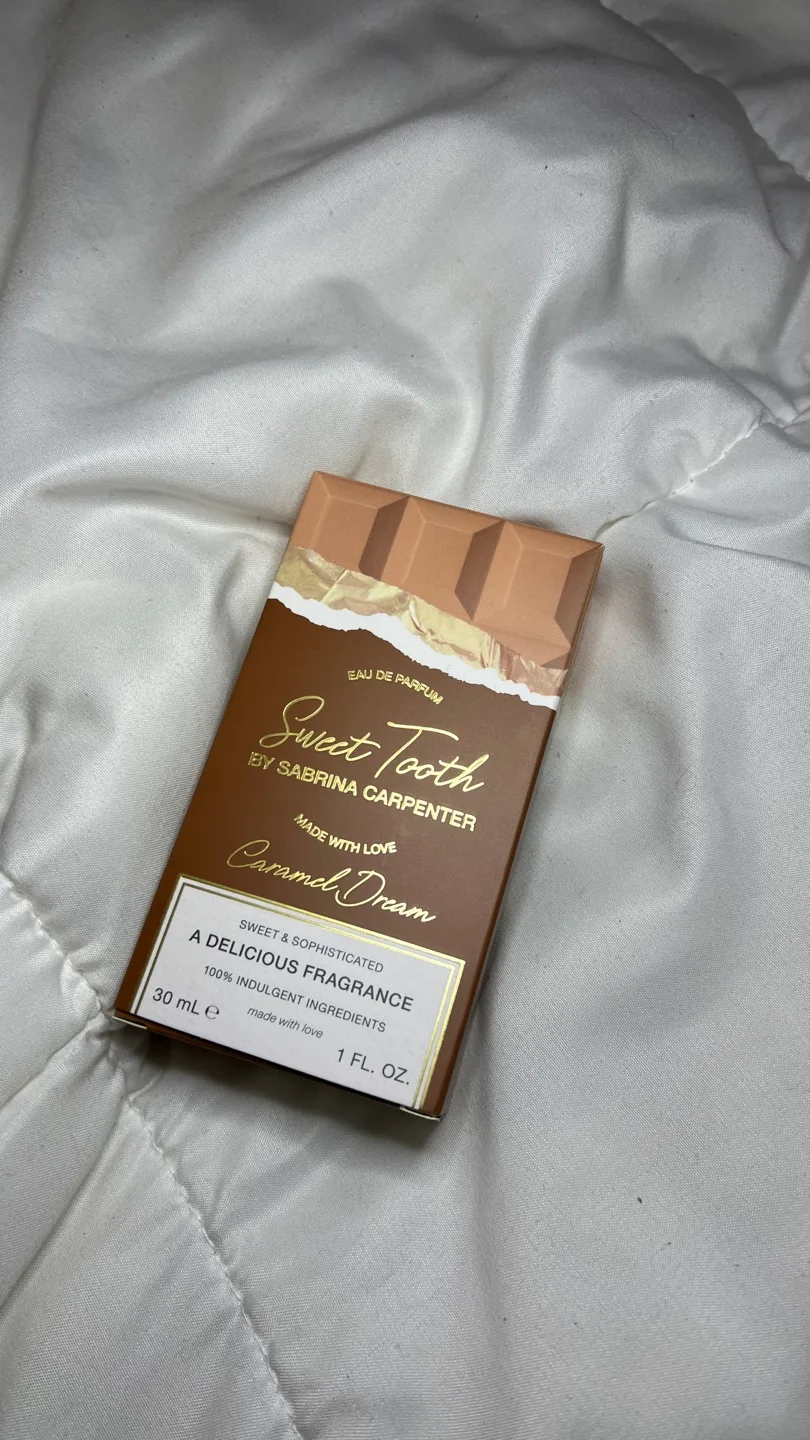 EAU DE PARFUM
Sweet Tooth
BY SABRINA CARPENTER
MADE WITH LOVE
Caramel Dream
SWEET & SOPHISTICATED
A DELICIOUS FRAGRANCE
100% INDULGENT INGREDIENTS
30 mL ℮
made with love
1 FL. OZ.